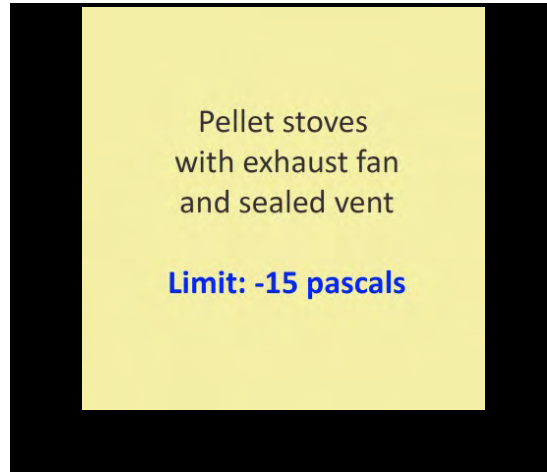 Pellet stoves
with exhaust fan
and sealed vent
Limit: -15 pascals